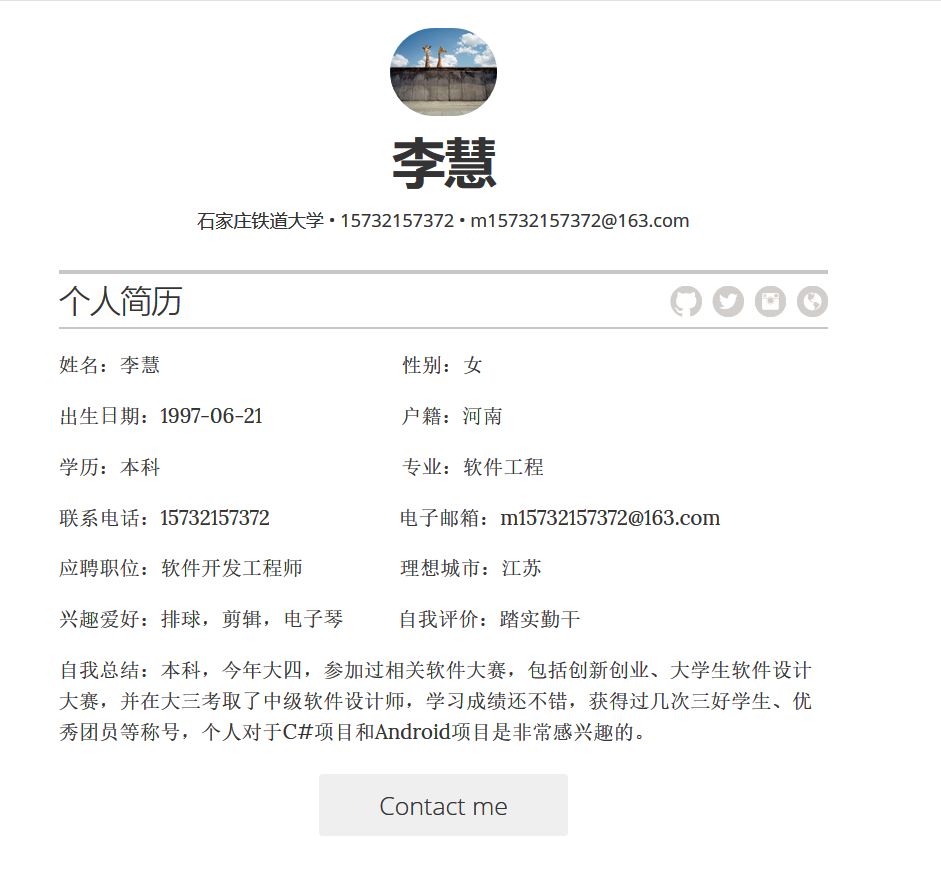 李慧
石家庄铁道大学 • 15732157372 • m15732157372@163.com
个人简历
姓名：李慧 性别：女
出生日期：1997-06-21 户籍：河南
学历：本科 专业：软件工程
联系电话：15732157372 电子邮箱：m15732157372@163.com
应聘职位：软件开发工程师 理想城市：江苏
兴趣爱好：排球，剪辑，电子琴 自我评价：踏实勤干
自我总结：本科，今年大四，参加过相关软件大赛，包括创新创业、大学生软件设计
大赛，并在大三考取了中级软件设计师，学习成绩还不错，获得过几次三好学生、优
秀团员等称号，个人对于C#项目和Android项目是非常感兴趣的。
Contact me